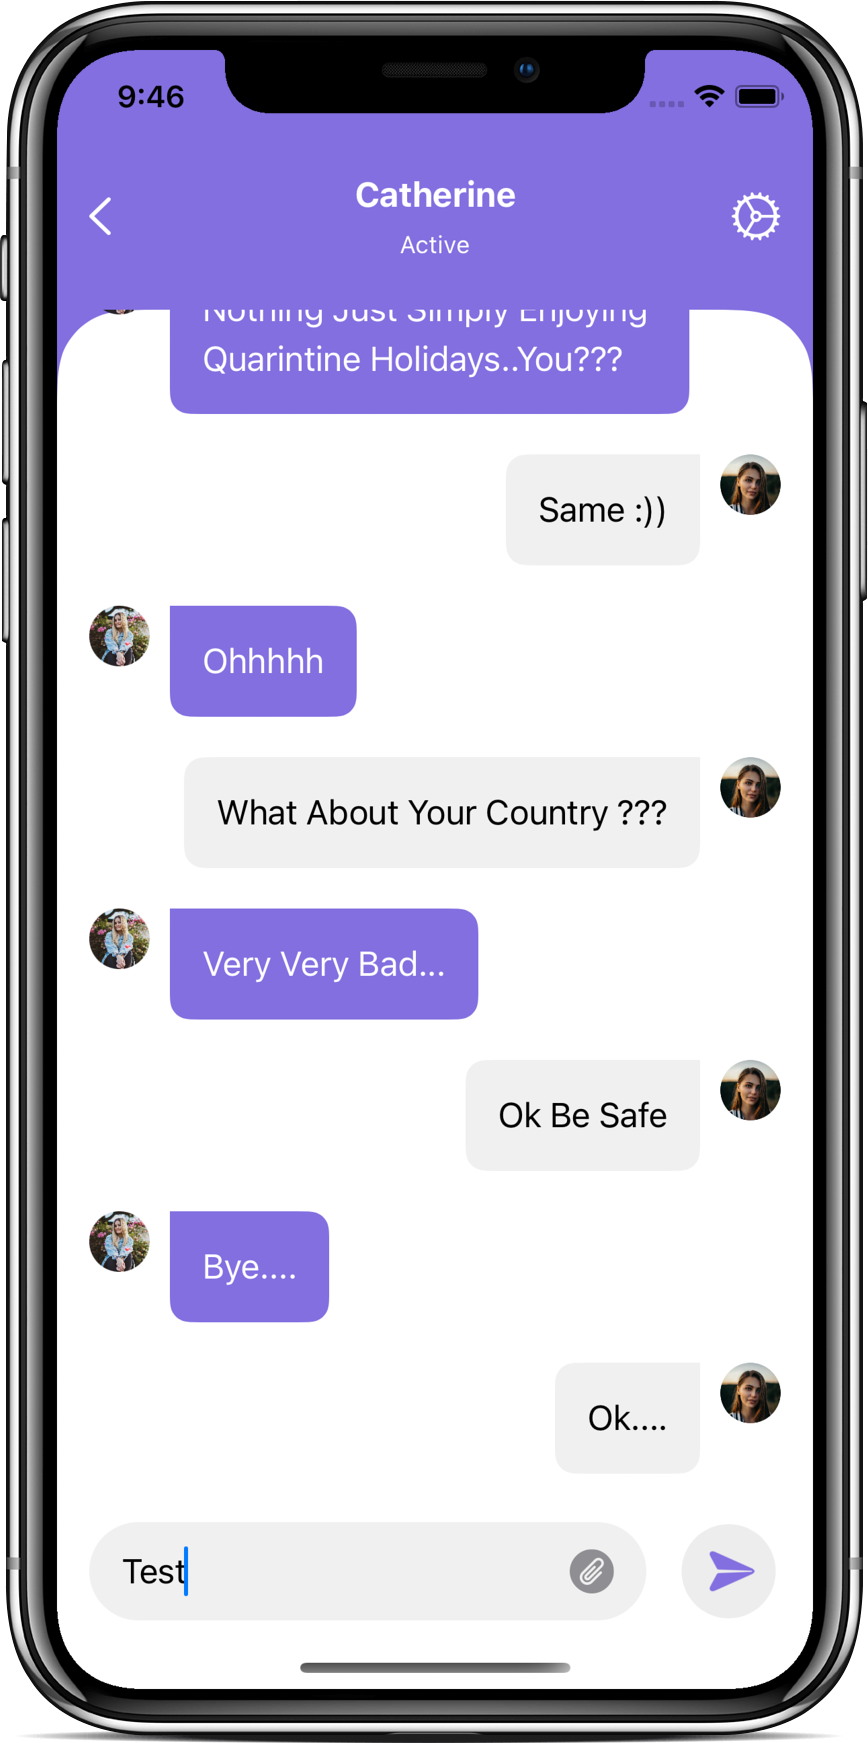 9:46
Catherine
Active
Nothing Just Simply Enjoying
Quarintine Holidays..You???
Same :))
Ohhhhh
What About Your Country ???
Very Very Bad...
Ok Be Safe
Bye....
Ok....
Test